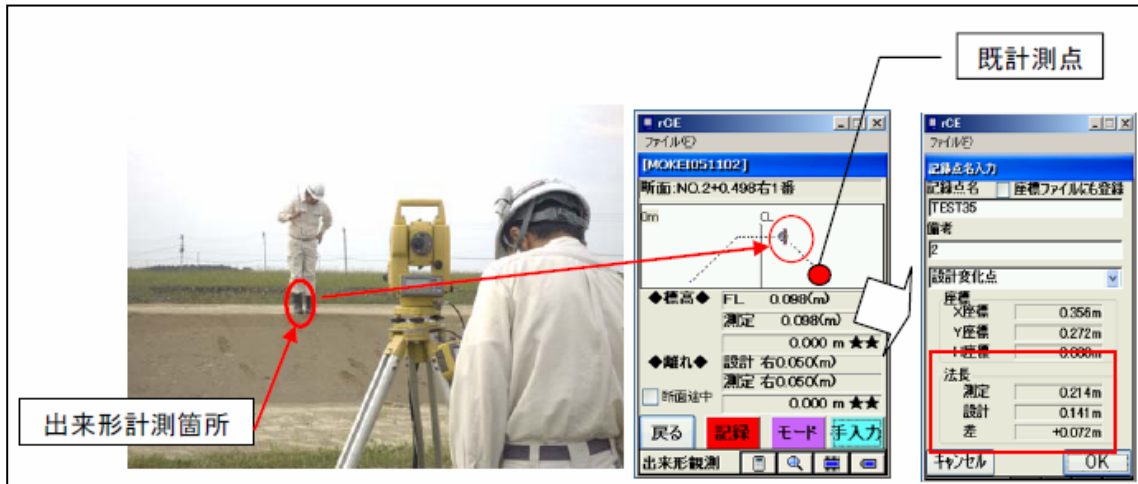 既計測点
出来形計測箇所
rCE
ファイル(F)
[MOKEI051102]
断面:NO.2+0.498右1番
0m
CL
◆標高◆ FL 0.098(m)
測定 0.098(m)
0.000 m ★★
◆離れ◆ 設計 右0.050(m)
測定 右0.050(m)
断面途中
0.000 m ★★
戻る 記録 モード 手入力
出来形観測
rCE
ファイル(F)
記録点名入力
記録点名 座標ファイルにも登録
TEST35
備考
2
設計変化点
座標
X座標 0.356m
Y座標 0.272m
法長
測定 0.214m
設計 0.141m
差 +0.072m
キャンセル OK